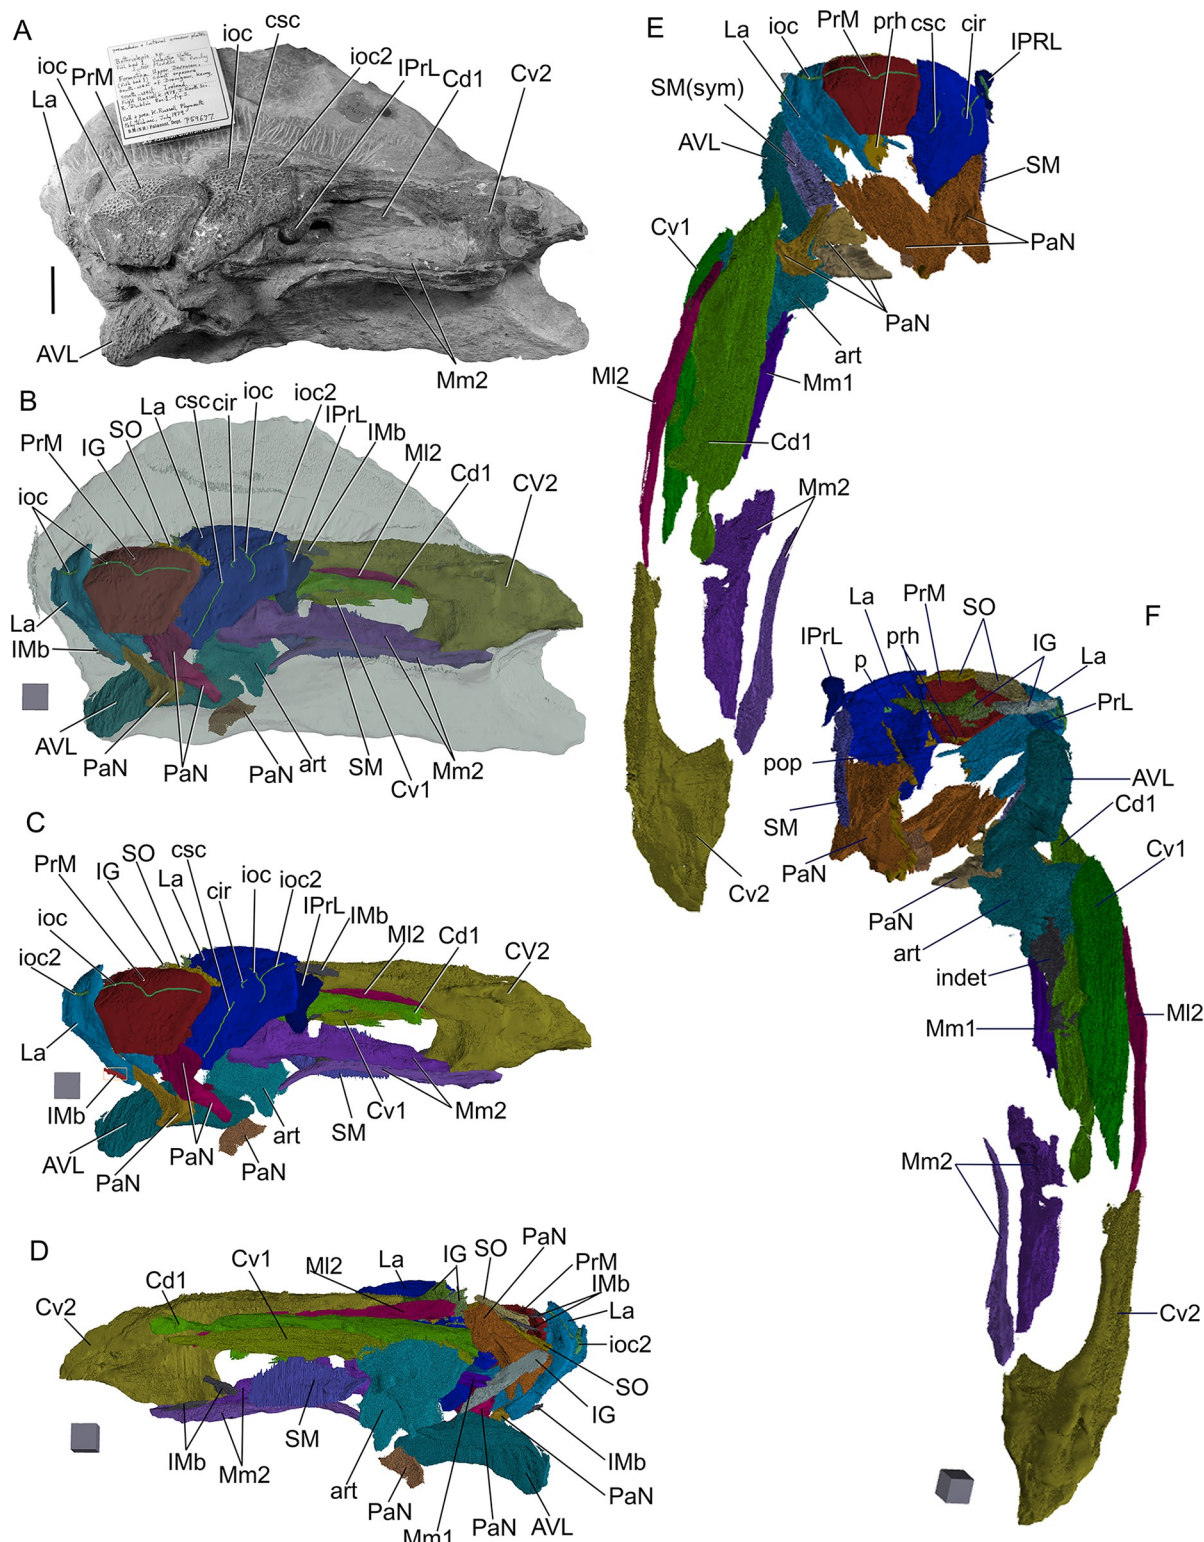 A
ioc
csc
ioc
PrM
La
ioc2
IPrL
Cd1
Cv2
AVL
Mm2
B
PrM
IG
SO
La
csc
cir
ioc
ioc2
IPrL
IMb
Ml2
Cd1
CV2
ioc
La
IMb
AVL
PaN
PaN
PaN
art
SM
Cv1
Mm2
C
PrM
IG
SO
La
csc
cir
ioc
ioc2
IPrL
IMb
Ml2
Cd1
CV2
ioc
ioc2
La
IMb
AVL
PaN
PaN
PaN
art
SM
Cv1
Mm2
D
Cv2
Cd1
Cv1
Ml2
La
IG
SO
PaN
PrM
IMb
La
ioc2
SO
IG
IMb
PaN
IMb
Mm2
SM
art
PaN
Mm1
PaN
AVL
E
La
ioc
PrM
prh
csc
cir
IPRL
SM(sym)
AVL
SM
Cv1
PaN
PaN
art
Ml2
Mm1
Cd1
Mm2
Cv2
F
IPrL
La
p
prh
PrM
SO
IG
La
PrL
pop
AVL
SM
Cd1
PaN
Cv1
PaN
art
indet
Mm1
Ml2
Mm2
Cv2